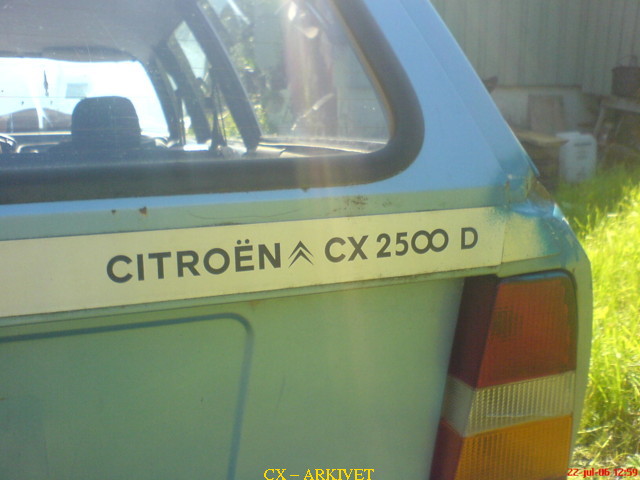 CITROËN CX 2500 D
CX – ARKIVET
22-jul-06 12:59